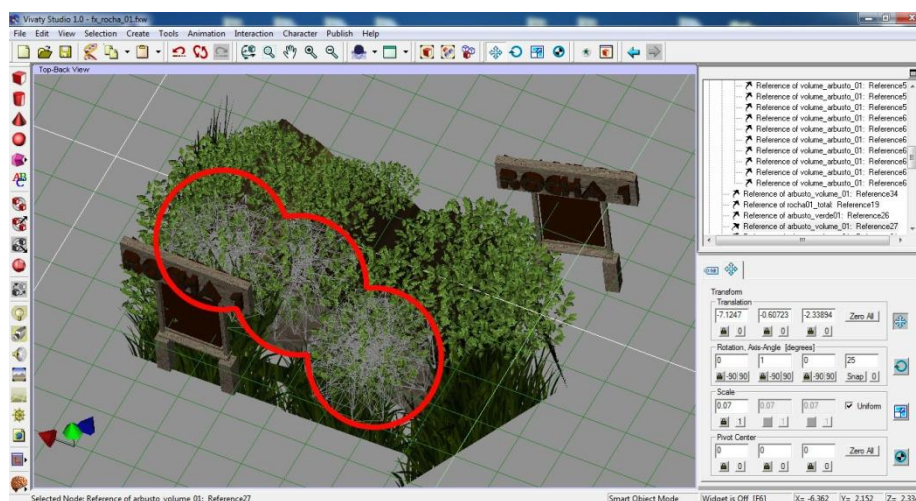 Vivaty Studio 1.0 - fx_rocha_01.fxw
File Edit View Selection Create Tools Animation Interaction Character Publish Help
Top-Back View
ROCHA 1
Reference of volume_arbusto_01: Reference5
Reference of volume_arbusto_01: Reference5
Reference of volume_arbusto_01: Reference5
Reference of volume_arbusto_01: Reference6
Reference of volume_arbusto_01: Reference6
Reference of volume_arbusto_01: Reference6
Reference of volume_arbusto_01: Reference6
Reference of volume_arbusto_01: Reference6
Reference of volume_arbusto_01: Reference6
Reference of arbusto_volume: Reference34
Reference of rocha01_total: Reference19
Reference of arbusto_verde01: Reference26
Reference of arbusto_volume_01: Reference27
ROCHA
Transform
Translation
-7.1247 -0.60723 -2.33894 Zero All
0 0 0
Rotation, Axis-Angle [degrees]
0 1 0 25
-90 90 -90 90 -90 90 Snap 0
Scale
0.07 0.07 0.07 Uniform
1 1 1
Pivot Center
0 0 0 Zero All
0 0 0
Selected Node: Reference of arbusto_volume_01: Reference27 Smart Object Mode Widget is Off [F6] X= -6.362 Y= 2.152